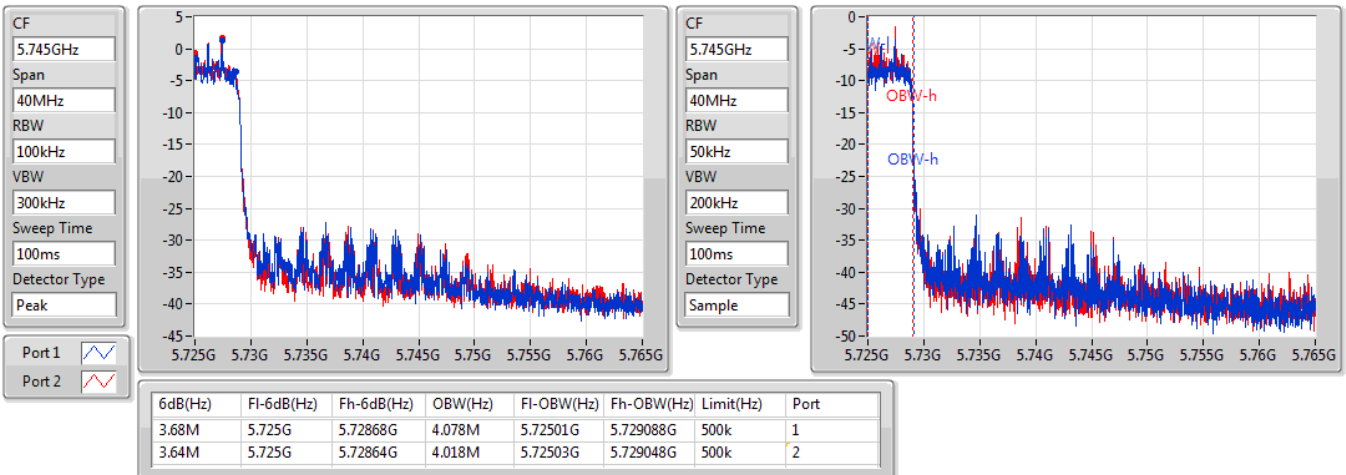 CF
5.745GHz
Span
40MHz
RBW
100kHz
VBW
300kHz
Sweep Time
100ms
Detector Type
Peak
Port 1
Port 2
5
0
-5
-10
-15
-20
-25
-30
-35
-40
-45
5.725G 5.73G 5.735G 5.74G 5.745G 5.75G 5.755G 5.76G 5.765G
CF
5.745GHz
Span
40MHz
RBW
50kHz
VBW
200kHz
Sweep Time
100ms
Detector Type
Sample
0
-5
-10
-15
-20
-25
-30
-35
-40
-45
-50
OBW-h
OBW-h
5.725G 5.73G 5.735G 5.74G 5.745G 5.75G 5.755G 5.76G 5.765G
6dB(Hz) Fl-6dB(Hz) Fh-6dB(Hz) OBW(Hz) Fl-OBW(Hz) Fh-OBW(Hz) Limit(Hz) Port
3.68M 5.725G 5.72868G 4.078M 5.72501G 5.729088G 500k 1
3.64M 5.725G 5.72864G 4.018M 5.72503G 5.729048G 500k 2